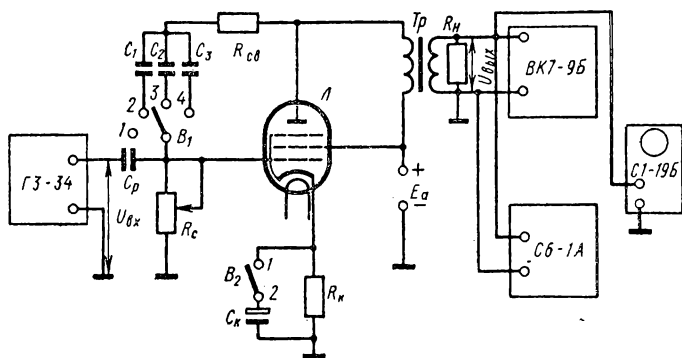 C₁ C₂ C₃
Rсв
Тр
Rн
Uвых
ВК7-9Б
2
3
4
В₁
1
Л
С1-19Б
Г3-34
Cр
Uвх
Rс
+
Eа
−
С6-1А
В₂
1
2
Cк
Rк